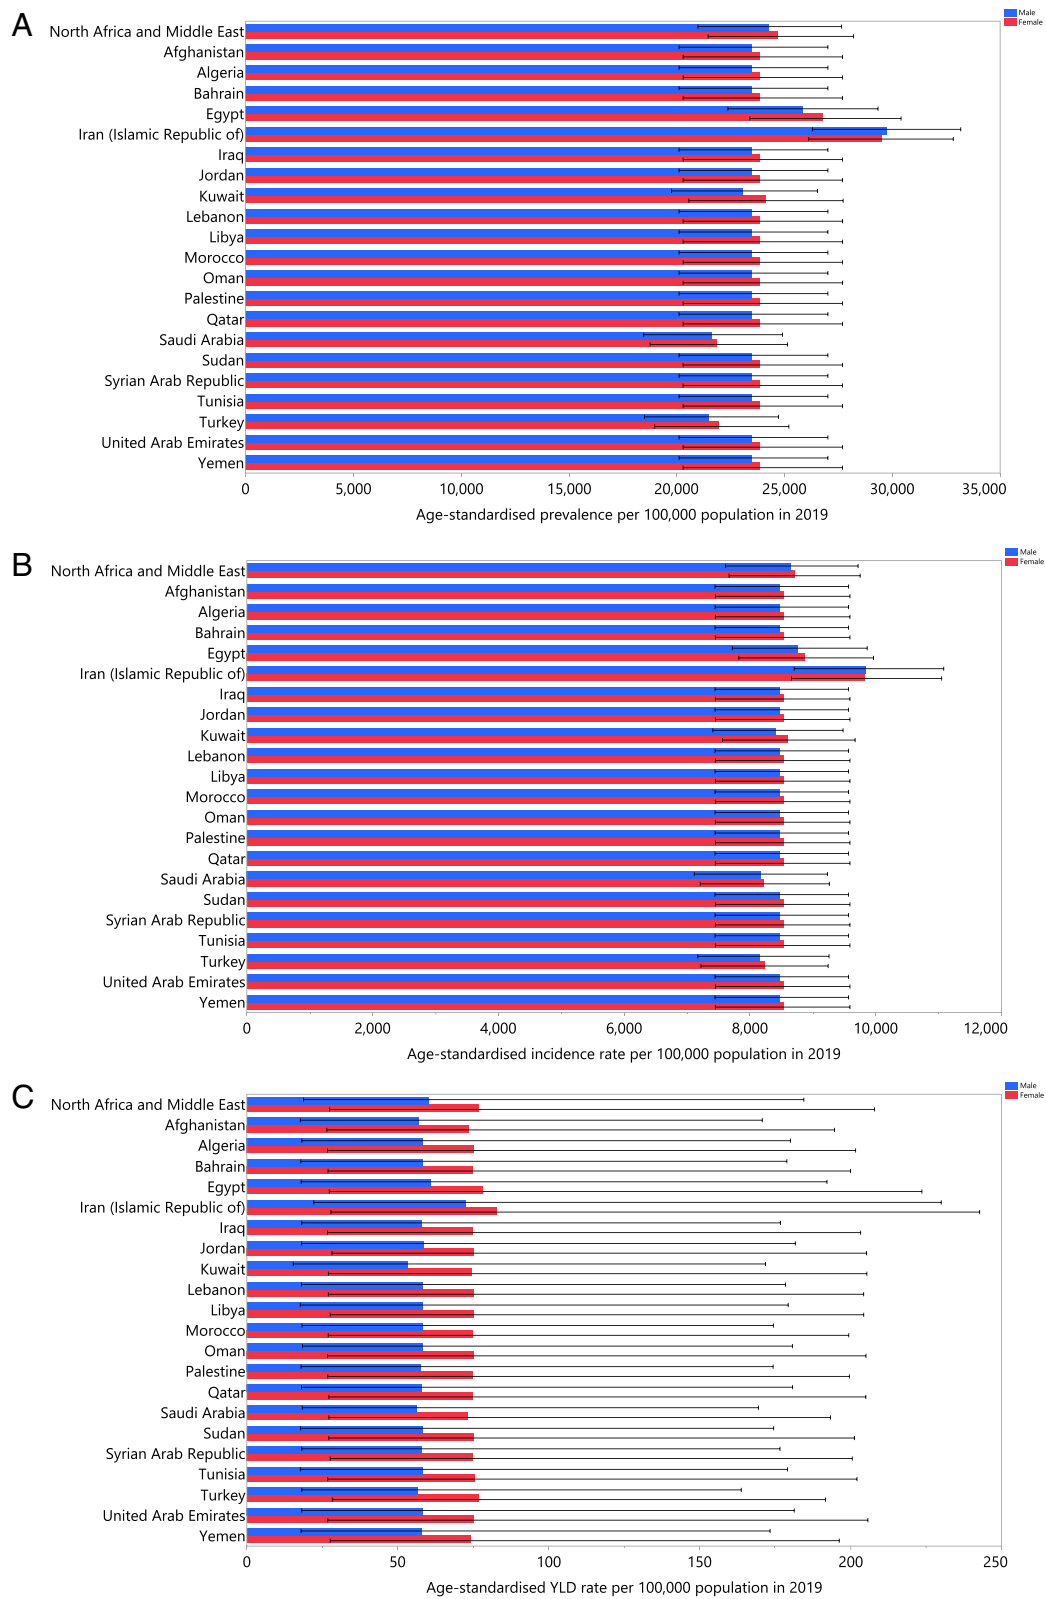 A
Male
Female
North Africa and Middle East
Afghanistan
Algeria
Bahrain
Egypt
Iran (Islamic Republic of)
Iraq
Jordan
Kuwait
Lebanon
Libya
Morocco
Oman
Palestine
Qatar
Saudi Arabia
Sudan
Syrian Arab Republic
Tunisia
Turkey
United Arab Emirates
Yemen
0 5,000 10,000 15,000 20,000 25,000 30,000 35,000
Age-standardised prevalence per 100,000 population in 2019
B
Male
Female
North Africa and Middle East
Afghanistan
Algeria
Bahrain
Egypt
Iran (Islamic Republic of)
Iraq
Jordan
Kuwait
Lebanon
Libya
Morocco
Oman
Palestine
Qatar
Saudi Arabia
Sudan
Syrian Arab Republic
Tunisia
Turkey
United Arab Emirates
Yemen
0 2,000 4,000 6,000 8,000 10,000 12,000
Age-standardised incidence rate per 100,000 population in 2019
C
Male
Female
North Africa and Middle East
Afghanistan
Algeria
Bahrain
Egypt
Iran (Islamic Republic of)
Iraq
Jordan
Kuwait
Lebanon
Libya
Morocco
Oman
Palestine
Qatar
Saudi Arabia
Sudan
Syrian Arab Republic
Tunisia
Turkey
United Arab Emirates
Yemen
0 50 100 150 200 250
Age-standardised YLD rate per 100,000 population in 2019